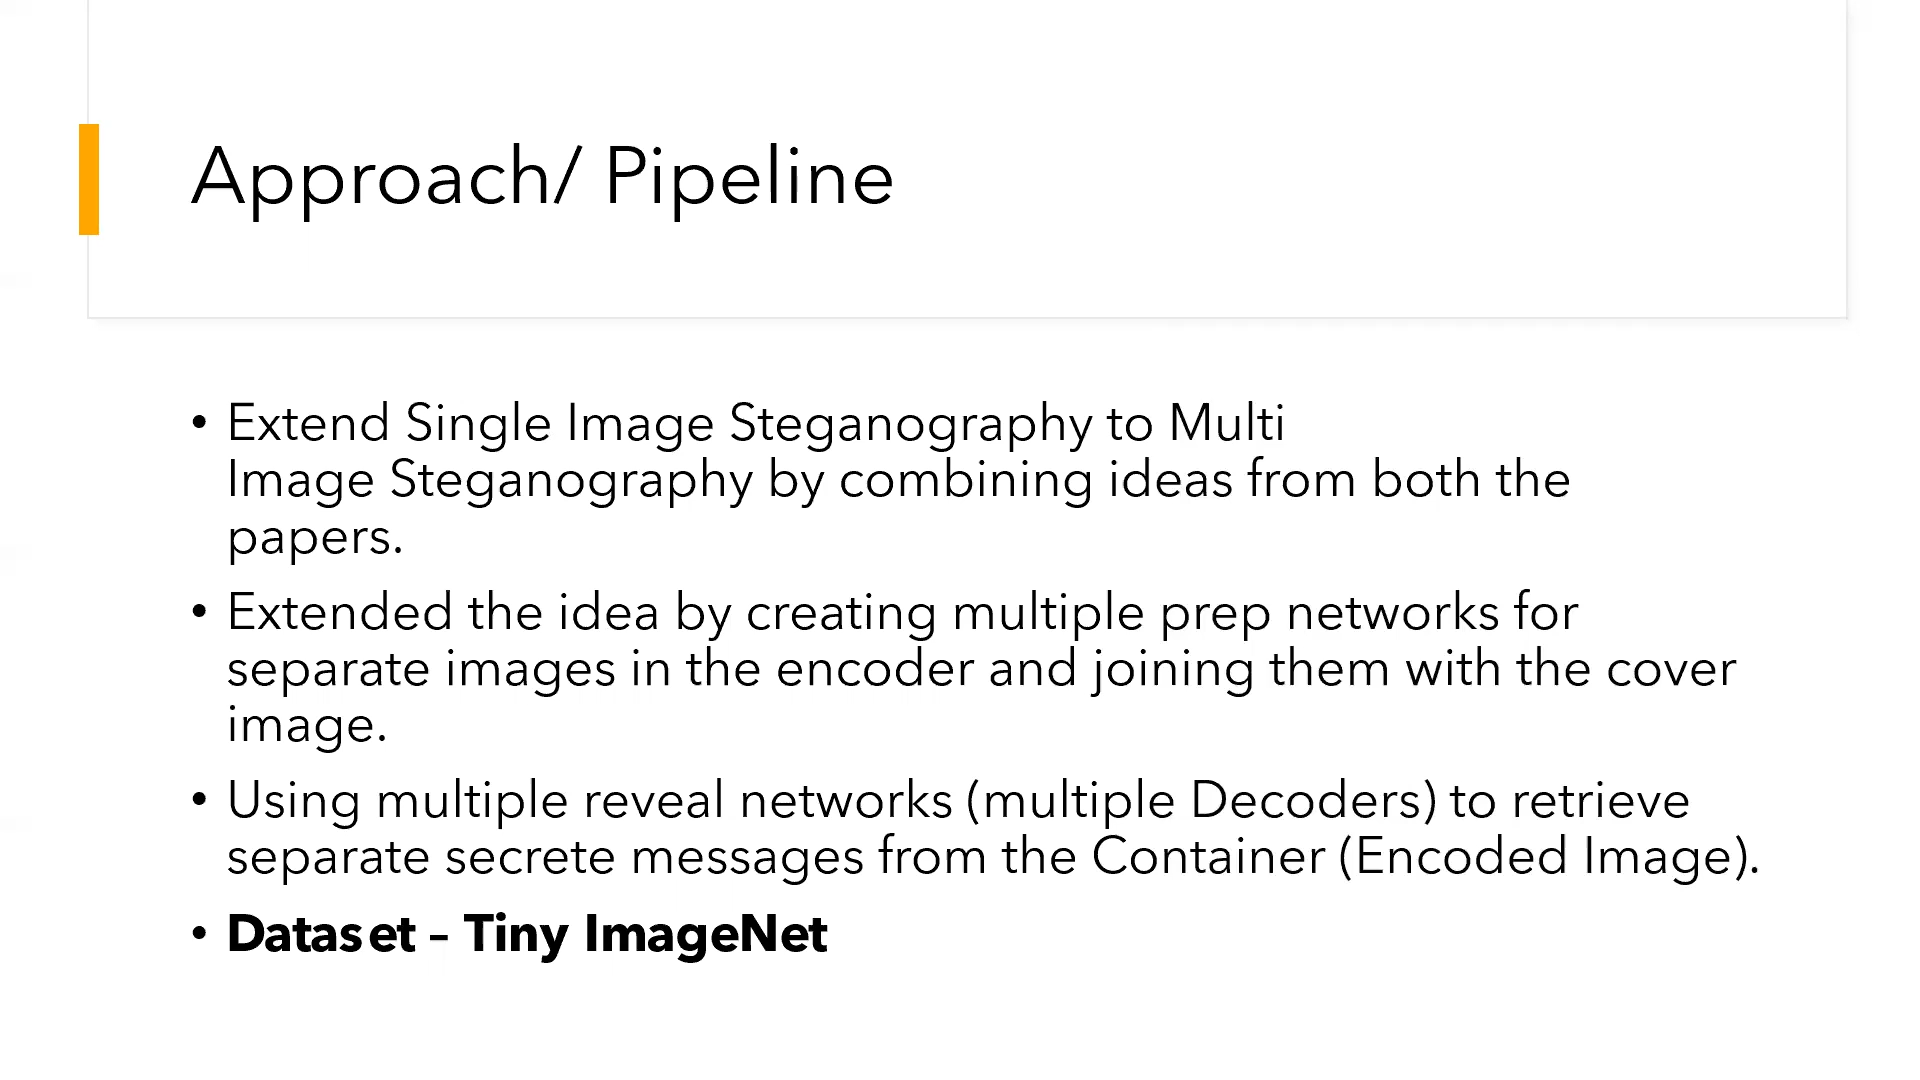 Approach/ Pipeline
• Extend Single Image Steganography to Multi
Image Steganography by combining ideas from both the
papers.
• Extended the idea by creating multiple prep networks for
separate images in the encoder and joining them with the cover
image.
• Using multiple reveal networks (multiple Decoders) to retrieve
separate secrete messages from the Container (Encoded Image).
• Dataset – Tiny ImageNet